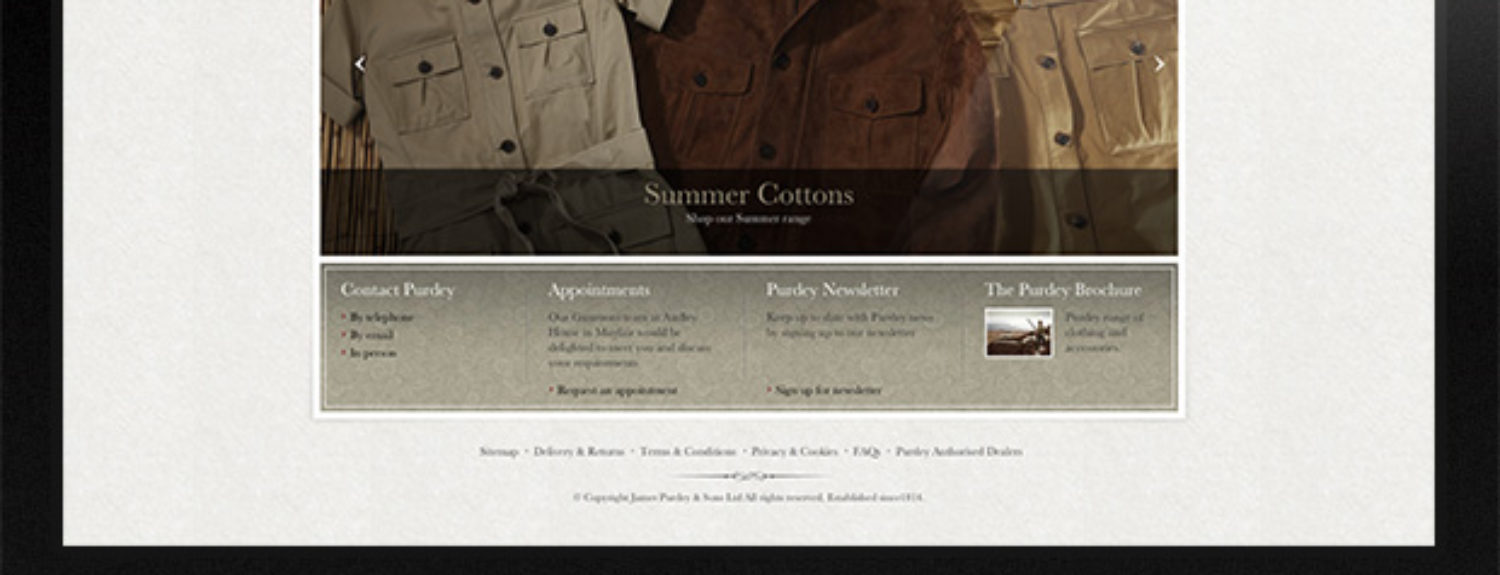 Summer Cottons
Shop our Summer range
Contact Purdey
By telephone
By email
In person
Appointments
Our Gunroom team at Audley
House in Mayfair would be
delighted to meet you and discuss
your requirements
Request an appointment
Purdey Newsletter
Keep up to date with Purdey news
by signing up to our newsletter
Sign up for newsletter
The Purdey Brochure
Purdey range of
clothing and
accessories.
Sitemap · Delivery & Returns · Terms & Conditions · Privacy & Cookies · FAQs · Purdey Authorised Dealers
© Copyright James Purdey & Sons Ltd All rights reserved, Established since1814.